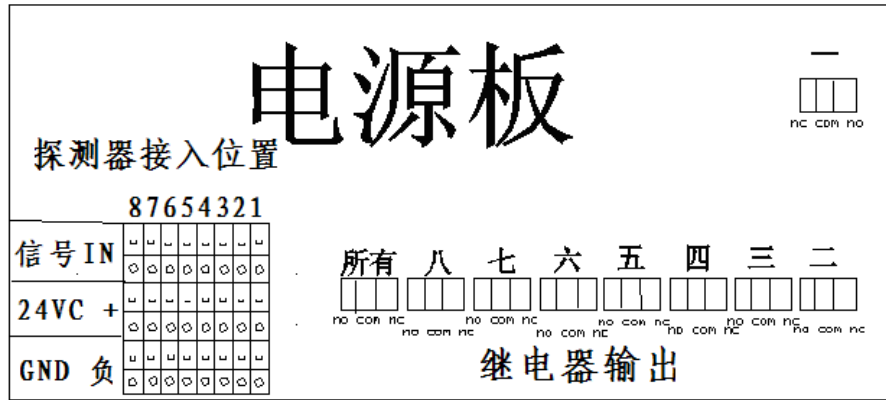 电源板
一
nc com no
探测器接入位置
87654321
信号IN
24VC +
GND 负
所有 八 七 六 五 四 三 二
no com nc no com nc no com nc no com nc no com nc no com nc no com nc no com nc
继电器输出